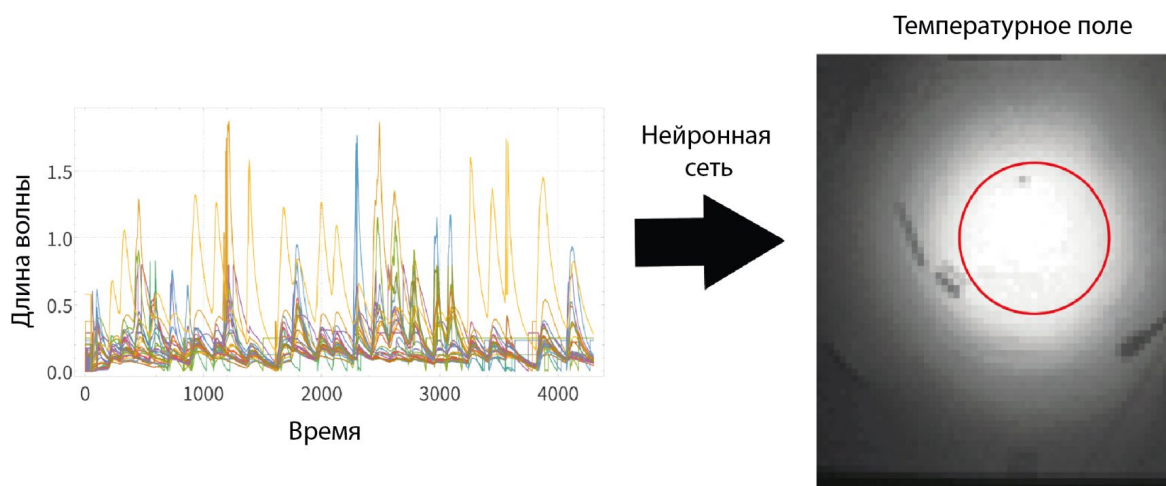 Температурное поле
Нейронная
сеть
Длина волны
1.5
1.0
0.5
0.0
0 1000 2000 3000 4000
Время